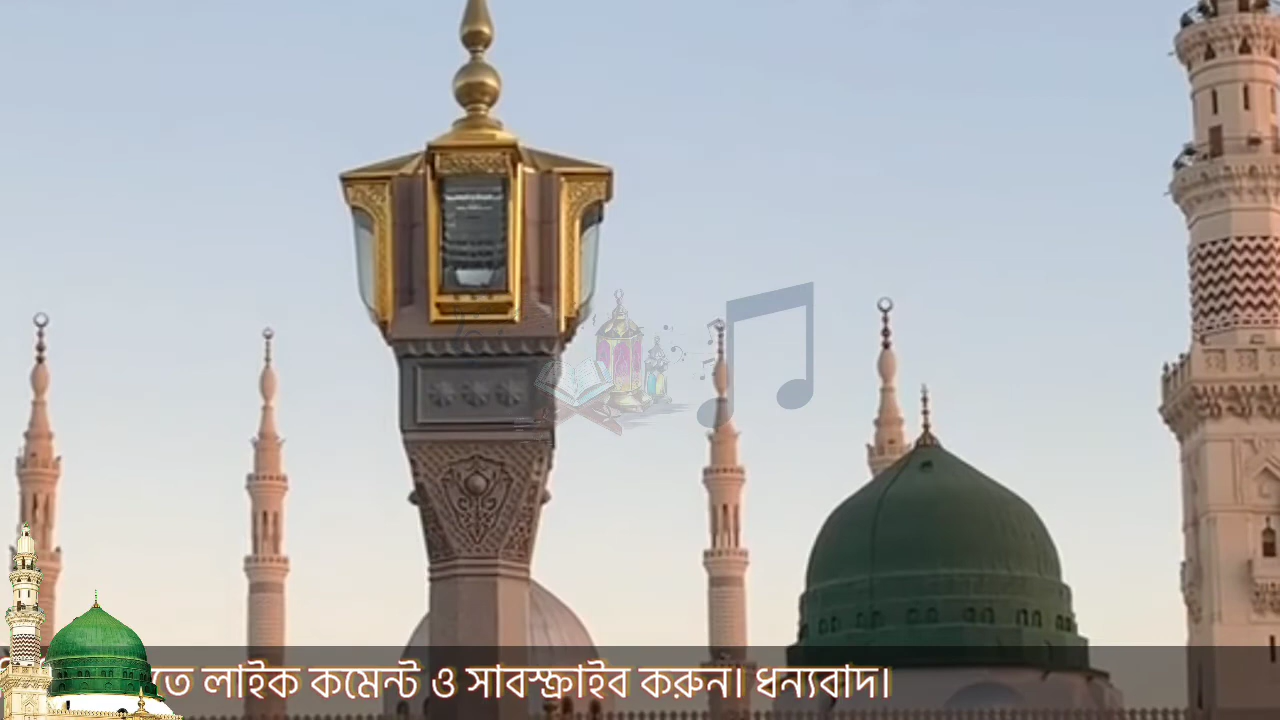 তে লাইক কমেন্ট ও সাবস্ক্রাইব করুন। ধন্যবাদ।